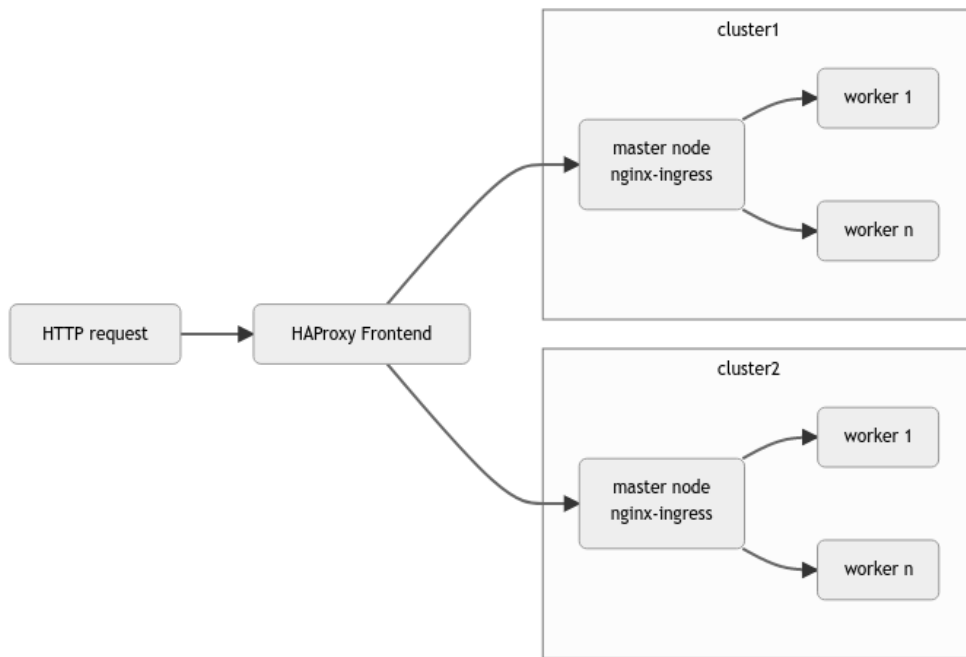 HTTP request
HAProxy Frontend
cluster1
master node
nginx-ingress
worker 1
worker n
cluster2
master node
nginx-ingress
worker 1
worker n